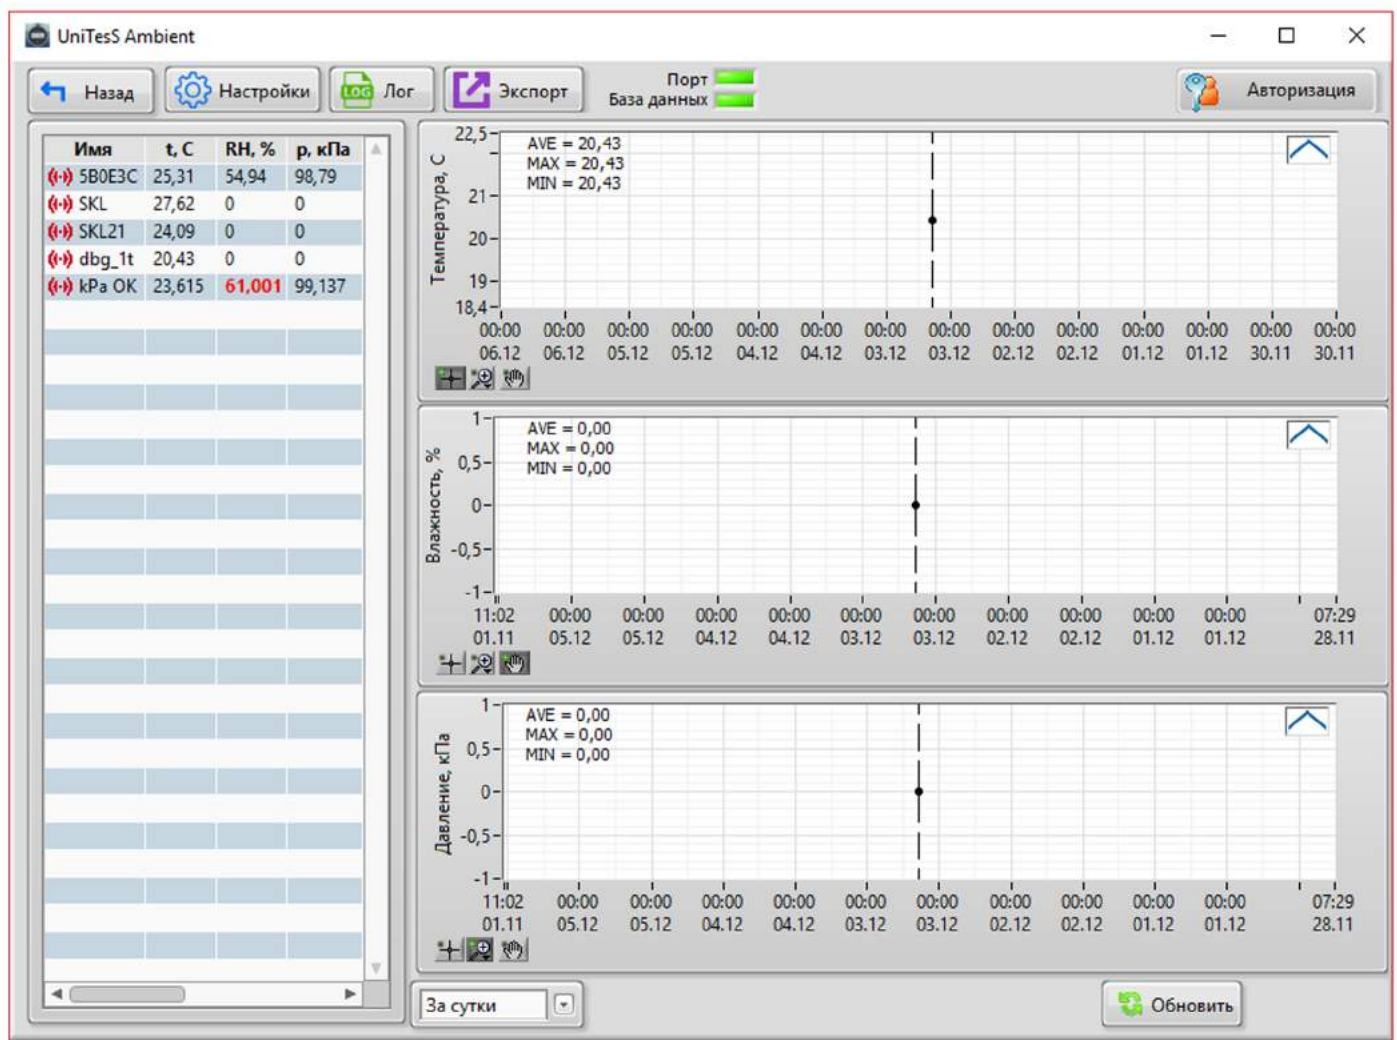 UniTesS Ambient
Назад Настройки LOG Лог Экспорт Порт База данных Авторизация
Имя t, C RH, % p, кПа
5B0E3C 25,31 54,94 98,79
SKL 27,62 0 0
SKL21 24,09 0 0
dbg_1t 20,43 0 0
kPa OK 23,615 61,001 99,137
Температура, C
22,5
21
20
19
18,4
AVE = 20,43
MAX = 20,43
MIN = 20,43
00:00 00:00 00:00 00:00 00:00 00:00 00:00 00:00 00:00 00:00 00:00 00:00 00:00 00:00
06.12 06.12 05.12 05.12 04.12 04.12 03.12 03.12 02.12 02.12 01.12 01.12 30.11 30.11
Влажность, %
1
0,5
0
-0,5
-1
AVE = 0,00
MAX = 0,00
MIN = 0,00
11:02 00:00 00:00 00:00 00:00 00:00 00:00 00:00 00:00 00:00 00:00 07:29
01.11 05.12 05.12 04.12 04.12 03.12 03.12 02.12 02.12 01.12 01.12 28.11
Давление, кПа
1
0,5
0
-0,5
-1
AVE = 0,00
MAX = 0,00
MIN = 0,00
11:02 00:00 00:00 00:00 00:00 00:00 00:00 00:00 00:00 00:00 00:00 07:29
01.11 05.12 05.12 04.12 04.12 03.12 03.12 02.12 02.12 01.12 01.12 28.11
За сутки Обновить